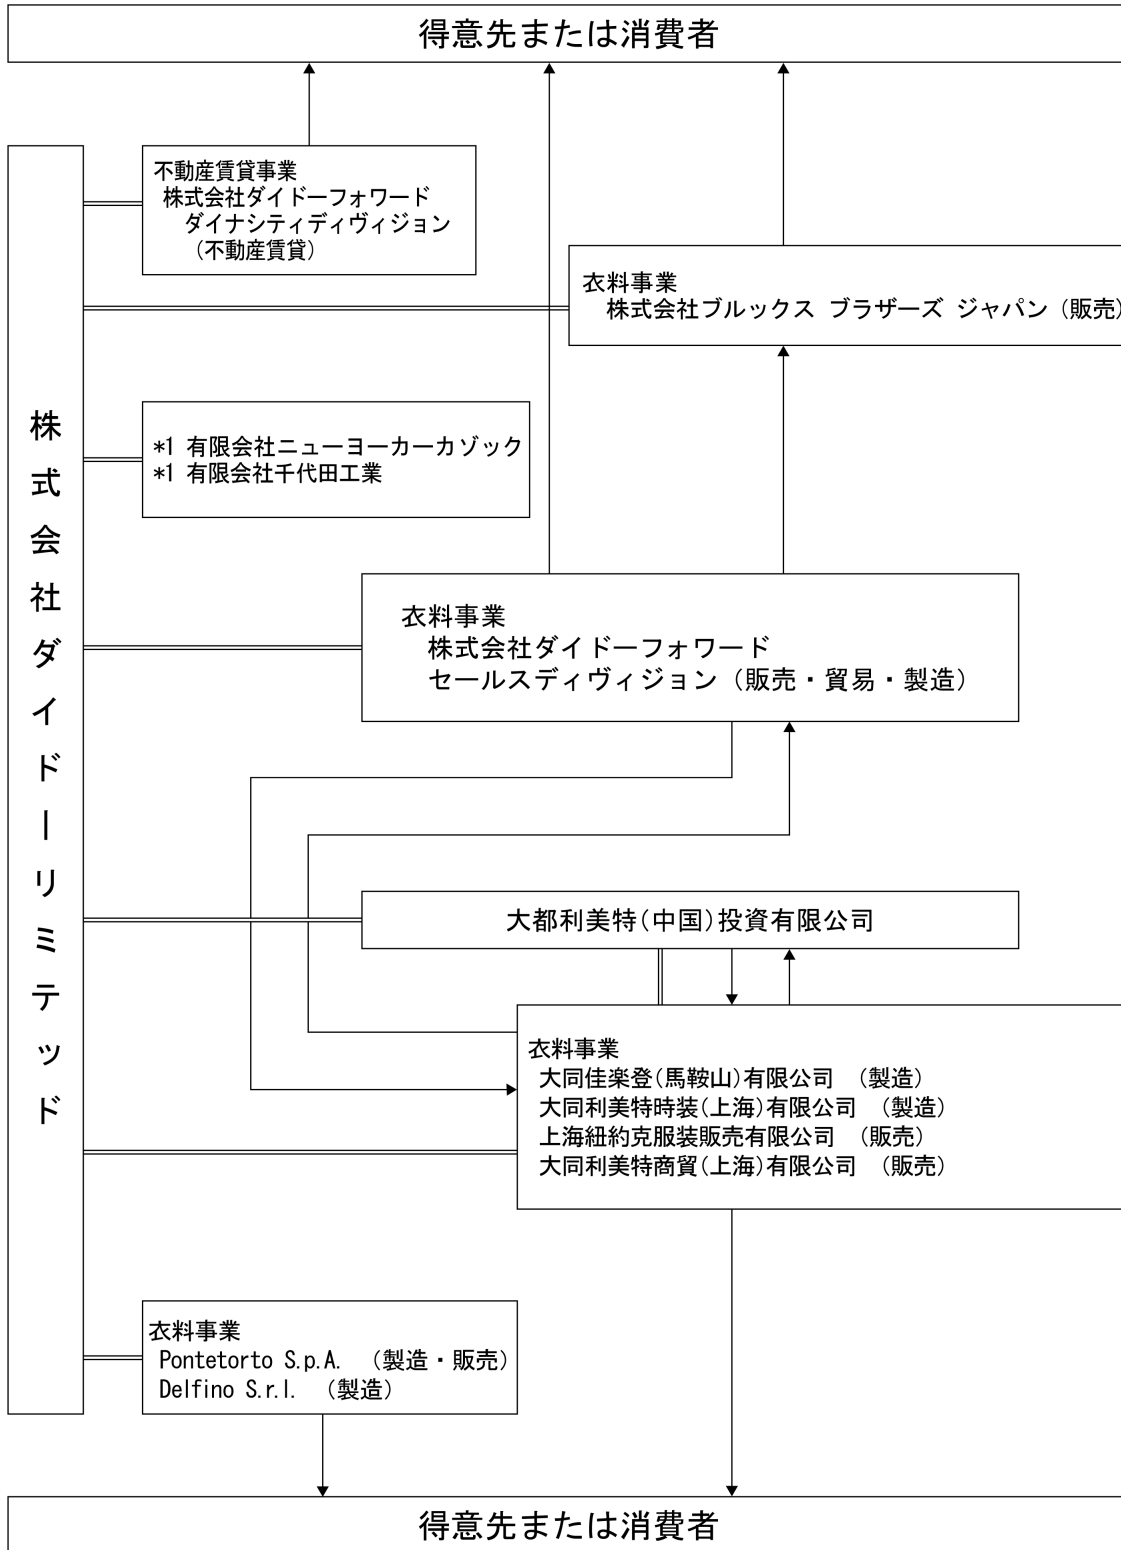 得意先または消費者
不動産賃貸事業
株式会社ダイドーフォワード
ダイナシティディヴィジョン
（不動産賃貸）
衣料事業
株式会社ブルックス ブラザーズ ジャパン（販売）
株式会社ダイドーリミテッド
*1 有限会社ニューヨーカーカゾック
*1 有限会社千代田工業
衣料事業
株式会社ダイドーフォワード
セールスディヴィジョン（販売・貿易・製造）
大都利美特（中国）投資有限公司
衣料事業
大同佳楽登（馬鞍山）有限公司 （製造）
大同利美特時装（上海）有限公司 （製造）
上海紐約克服装販売有限公司 （販売）
大同利美特商貿（上海）有限公司 （販売）
衣料事業
Pontetorto S.p.A. （製造・販売）
Delfino S.r.l. （製造）
得意先または消費者